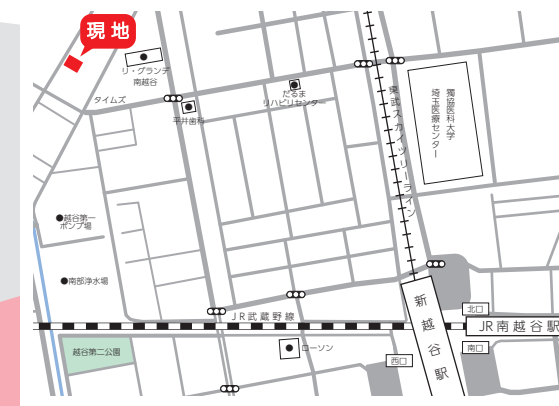 現地
リ・グランデ
南越谷
タイムズ
平井歯科
だるま
リハビリセンター
東武スカイツリーライン
獨協医科大学
埼玉医療センター
越谷第一
ポンプ場
南部浄水場
JR武蔵野線
新越谷駅
北口
JR南越谷駅
南口
西口
ローソン
越谷第二公園